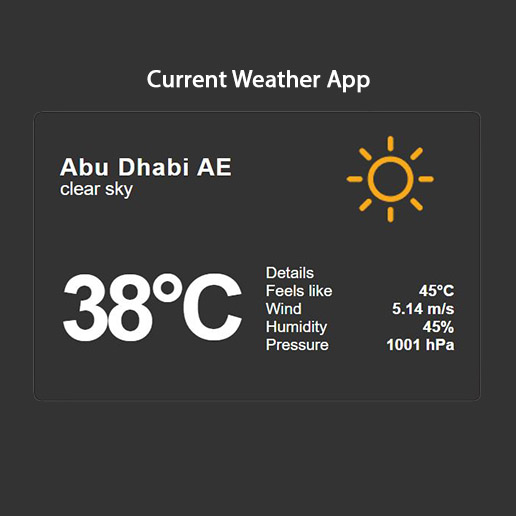 Current Weather App
Abu Dhabi AE
clear sky
38°C
Details
Feels like 45°C
Wind 5.14 m/s
Humidity 45%
Pressure 1001 hPa